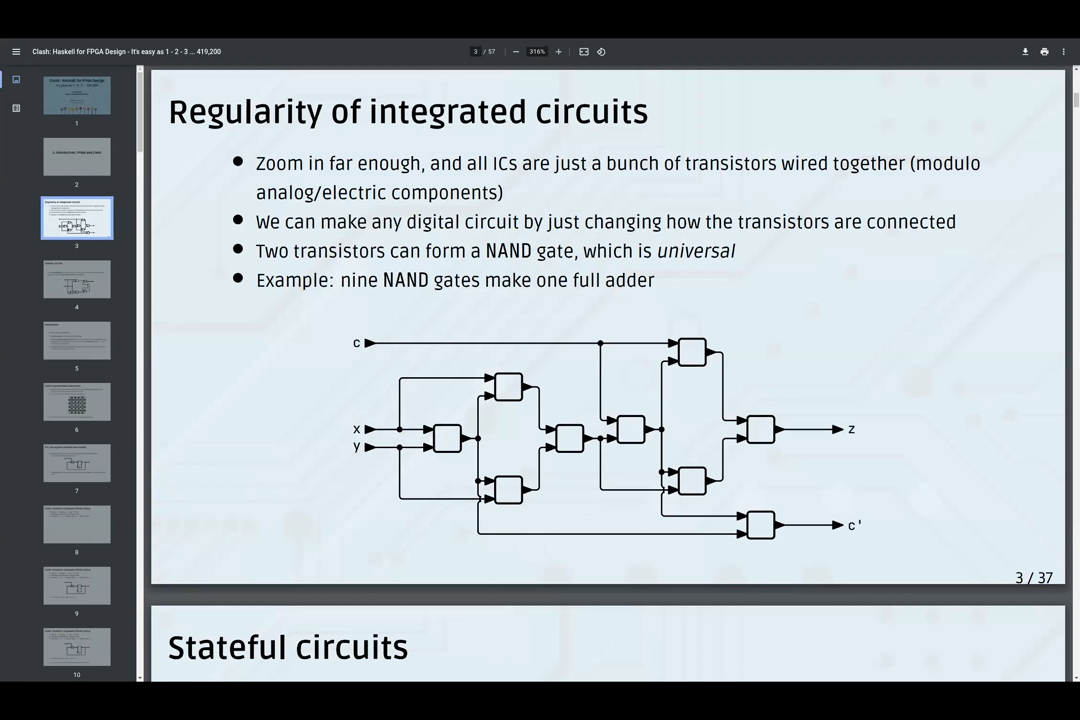 Clash: Haskell for FPGA Design - It's easy as 1 - 2 - 3 ... 419,200
3 / 57
316%
1
2
3
4
5
6
7
8
9
10
Regularity of integrated circuits
Zoom in far enough, and all ICs are just a bunch of transistors wired together (modulo
analog/electric components)
We can make any digital circuit by just changing how the transistors are connected
Two transistors can form a NAND gate, which is universal
Example: nine NAND gates make one full adder
c
x
y
z
c'
3 / 37
Stateful circuits